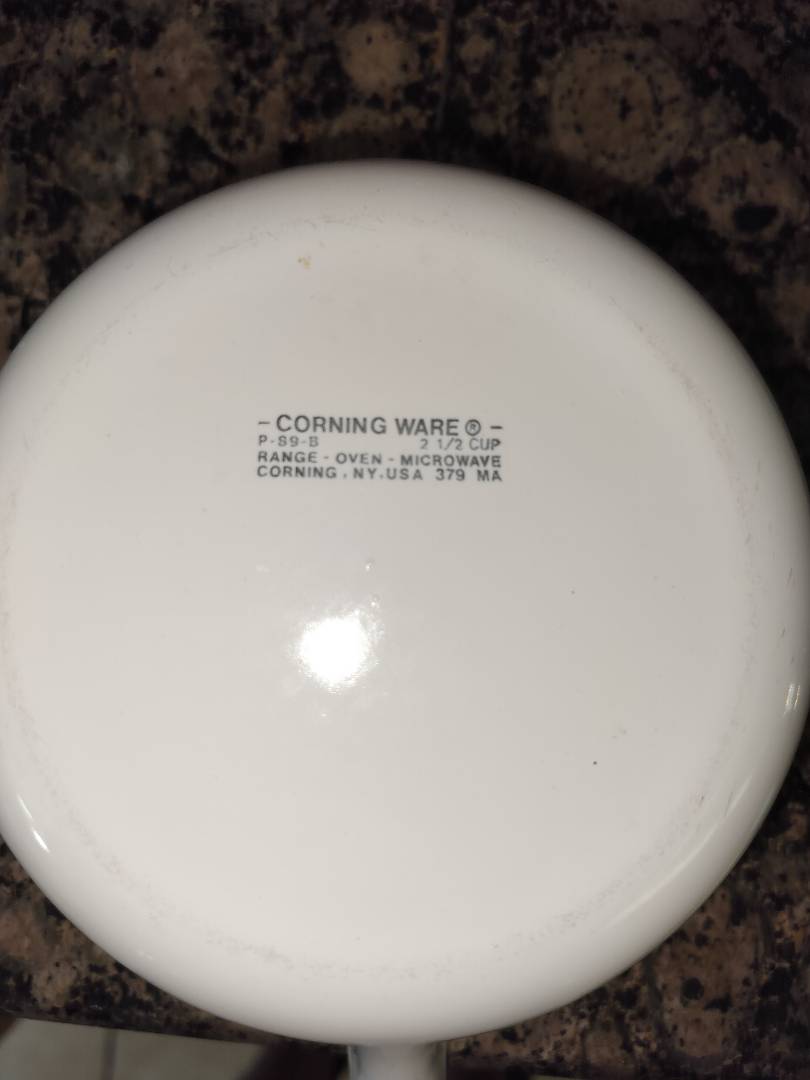 - CORNING WARE ® -
P-S9-B 2 1/2 CUP
RANGE - OVEN - MICROWAVE
CORNING, NY, USA 379 MA